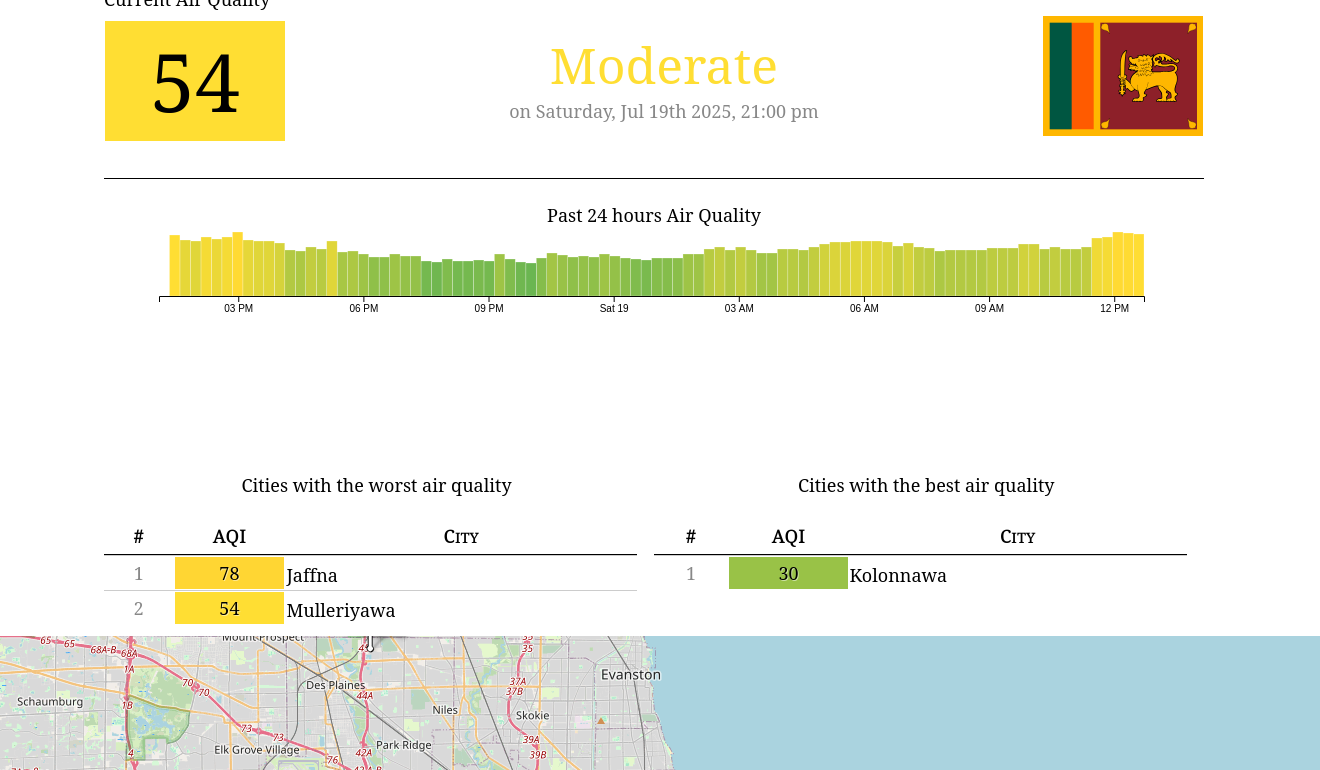 Current Air Quality
54
Moderate
on Saturday, Jul 19th 2025, 21:00 pm
Past 24 hours Air Quality
03 PM 06 PM 09 PM Sat 19 03 AM 06 AM 09 AM 12 PM
Cities with the worst air quality
# AQI City
1 78 Jaffna
2 54 Mulleriyawa
Cities with the best air quality
# AQI City
1 30 Kolonnawa
Mount Prospect
65 65 68A-B 68A
35
1A
Evanston
Des Plaines
37A
70 70
44A
37B
Schaumburg
1B
Niles
Skokie
73 73
39A
Elk Grove Village
Park Ridge
4
42A
39B
76